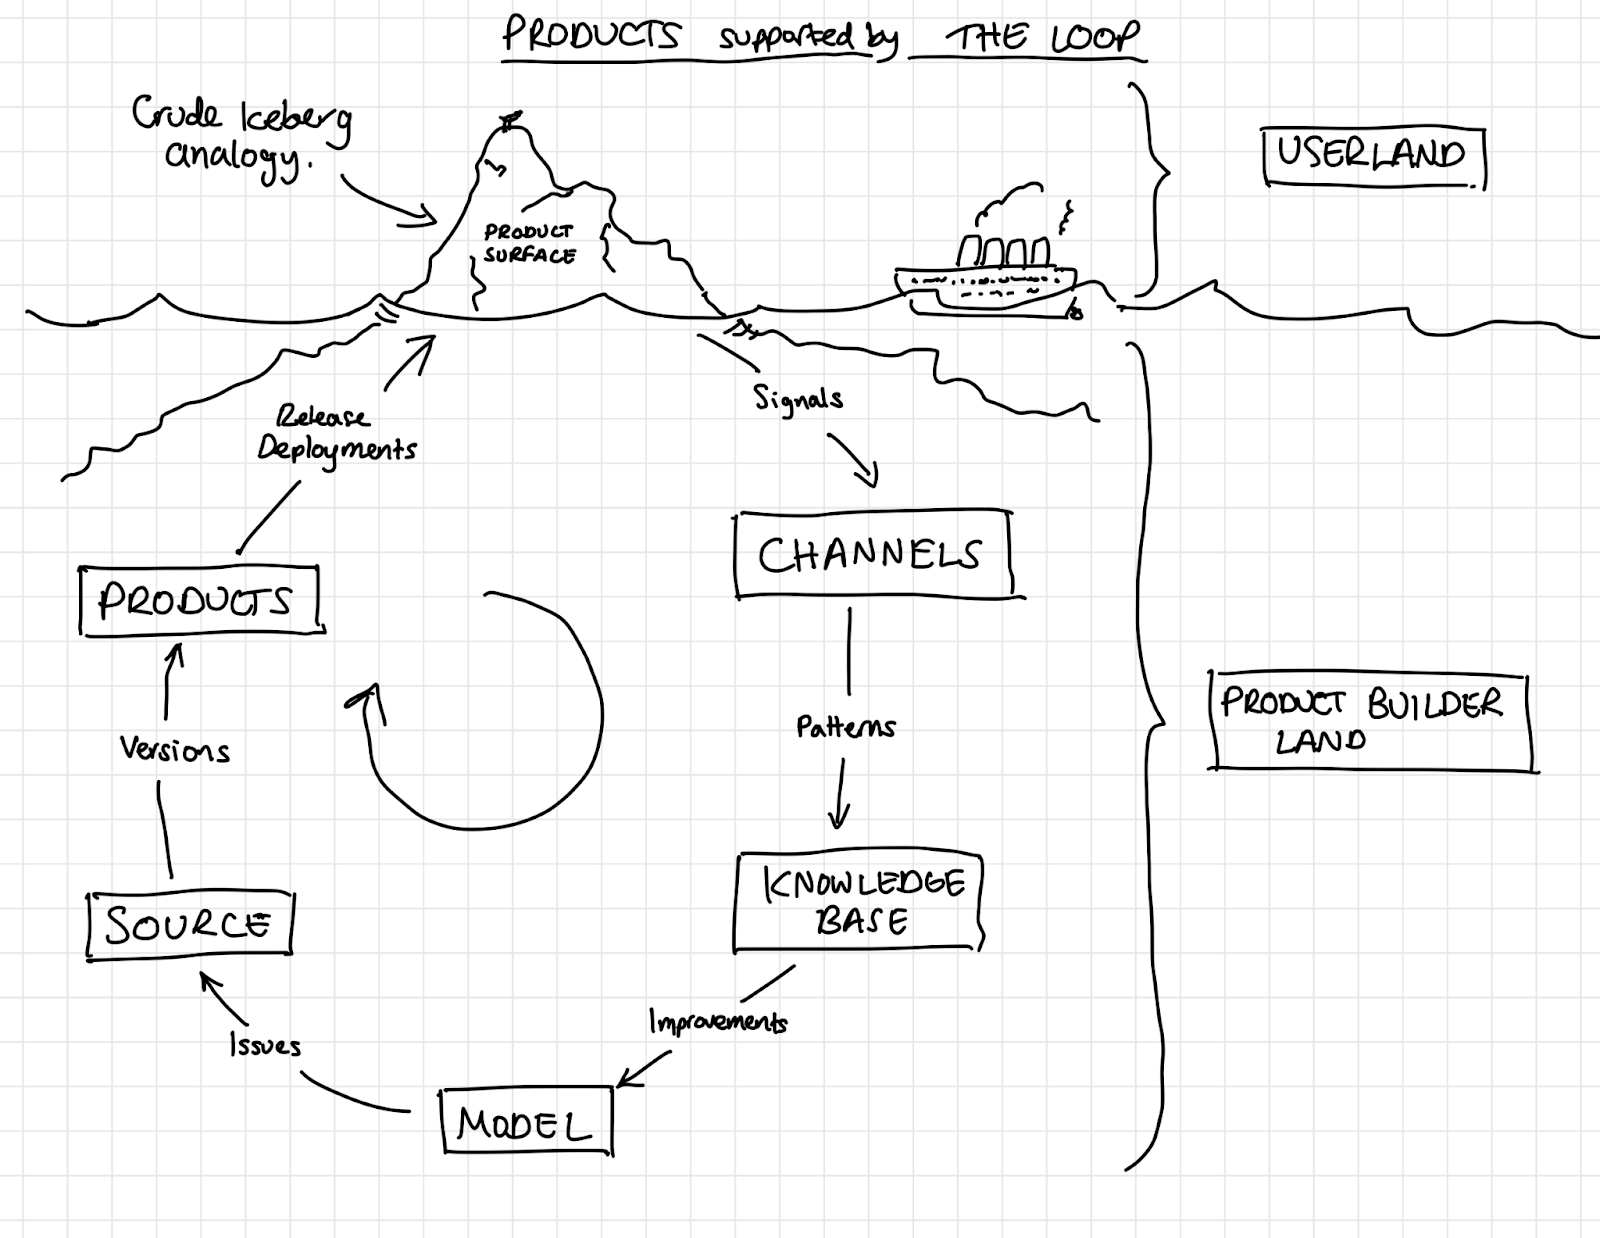 PRODUCTS supported by THE LOOP
Crude Iceberg
analogy.
USERLAND
PRODUCT
SURFACE
Signals
Release
Deployments
CHANNELS
PRODUCTS
PRODUCT BUILDER
LAND
Patterns
Versions
KNOWLEDGE
BASE
SOURCE
Improvements
Issues
MODEL